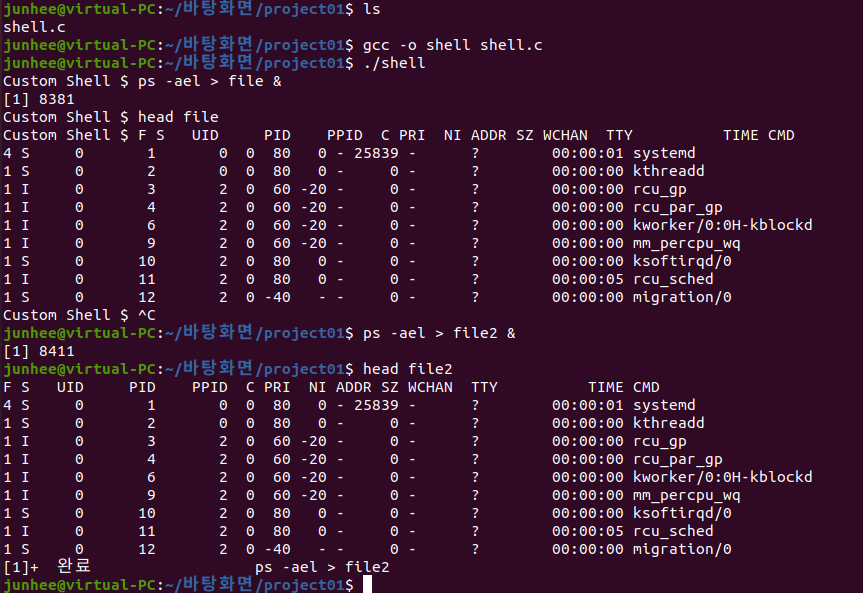 junhee@virtual-PC:~/바탕화면/project01$ ls
shell.c
junhee@virtual-PC:~/바탕화면/project01$ gcc -o shell shell.c
junhee@virtual-PC:~/바탕화면/project01$ ./shell
Custom Shell $ ps -ael > file &
[1] 8381
Custom Shell $ head file
Custom Shell $ F S   UID     PID    PPID  C PRI  NI ADDR SZ WCHAN  TTY          TIME CMD
4 S     0       1       0  0  80   0 - 25839 -      ?        00:00:01 systemd
1 S     0       2       0  0  80   0 -     0 -      ?        00:00:00 kthreadd
1 I     0       3       2  0  60 -20 -     0 -      ?        00:00:00 rcu_gp
1 I     0       4       2  0  60 -20 -     0 -      ?        00:00:00 rcu_par_gp
1 I     0       6       2  0  60 -20 -     0 -      ?        00:00:00 kworker/0:0H-kblockd
1 I     0       9       2  0  60 -20 -     0 -      ?        00:00:00 mm_percpu_wq
1 S     0      10       2  0  80   0 -     0 -      ?        00:00:00 ksoftirqd/0
1 I     0      11       2  0  80   0 -     0 -      ?        00:00:05 rcu_sched
1 S     0      12       2  0 -40   - -     0 -      ?        00:00:00 migration/0
Custom Shell $ ^C
junhee@virtual-PC:~/바탕화면/project01$ ps -ael > file2 &
[1] 8411
junhee@virtual-PC:~/바탕화면/project01$ head file2
F S   UID     PID    PPID  C PRI  NI ADDR SZ WCHAN  TTY          TIME CMD
4 S     0       1       0  0  80   0 - 25839 -      ?        00:00:01 systemd
1 S     0       2       0  0  80   0 -     0 -      ?        00:00:00 kthreadd
1 I     0       3       2  0  60 -20 -     0 -      ?        00:00:00 rcu_gp
1 I     0       4       2  0  60 -20 -     0 -      ?        00:00:00 rcu_par_gp
1 I     0       6       2  0  60 -20 -     0 -      ?        00:00:00 kworker/0:0H-kblockd
1 I     0       9       2  0  60 -20 -     0 -      ?        00:00:00 mm_percpu_wq
1 S     0      10       2  0  80   0 -     0 -      ?        00:00:00 ksoftirqd/0
1 I     0      11       2  0  80   0 -     0 -      ?        00:00:05 rcu_sched
1 S     0      12       2  0 -40   - -     0 -      ?        00:00:00 migration/0
[1]+  완료                  ps -ael > file2
junhee@virtual-PC:~/바탕화면/project01$